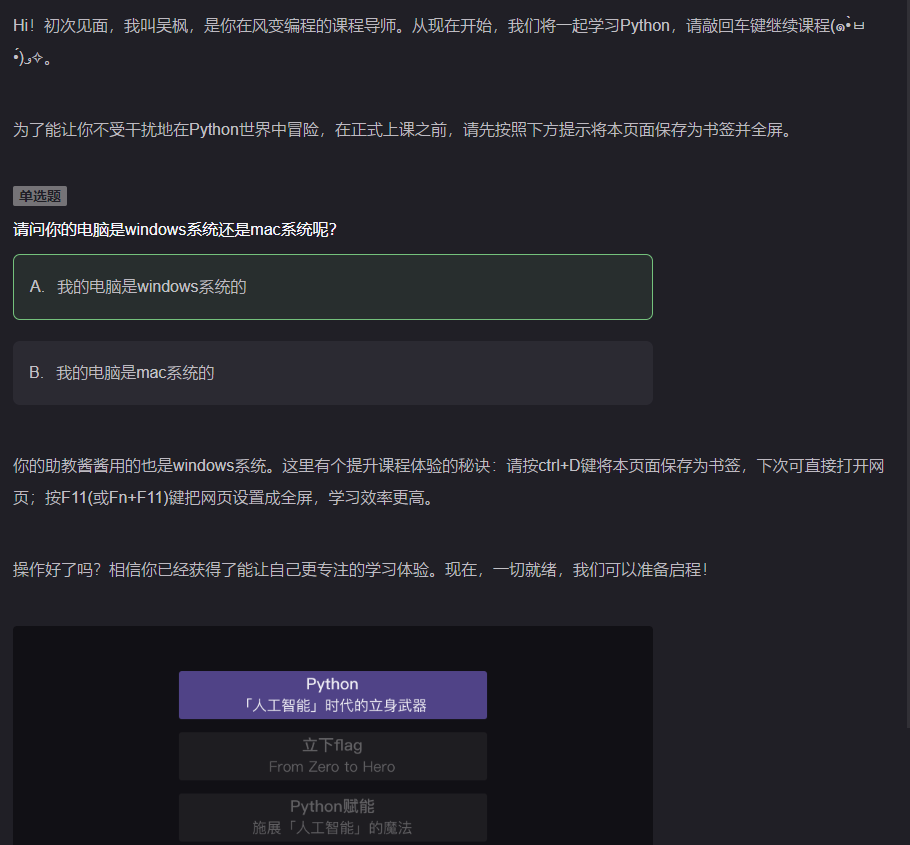 Hi！初次见面，我叫吴枫，是你在风变编程的课程导师。从现在开始，我们将一起学习Python，请敲回车键继续课程(๑•̀ㅂ
•́)و✧。
为了能让你不受干扰地在Python世界中冒险，在正式上课之前，请先按照下方提示将本页面保存为书签并全屏。
单选题
请问你的电脑是windows系统还是mac系统呢？
A. 我的电脑是windows系统的
B. 我的电脑是mac系统的
你的助教酱酱用的也是windows系统。这里有个提升课程体验的秘诀：请按ctrl+D键将本页面保存为书签，下次可直接打开网
页；按F11(或Fn+F11)键把网页设置成全屏，学习效率更高。
操作好了吗？相信你已经获得了能让自己更专注的学习体验。现在，一切就绪，我们可以准备启程！
Python
「人工智能」时代的立身武器
立下flag
From Zero to Hero
Python赋能
施展「人工智能」的魔法